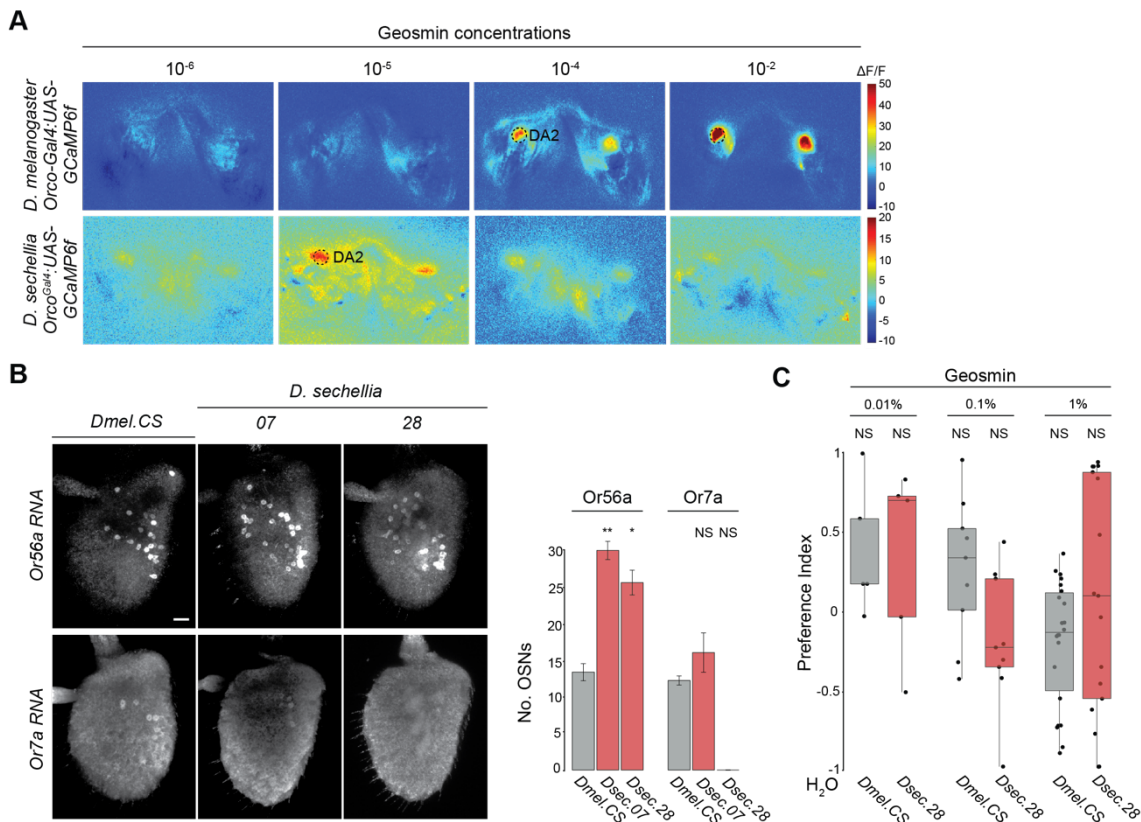 A
Geosmin concentrations
10-6
10-5
10-4
10-2
ΔF/F
D. melanogaster
Orco-Gal4:UAS-
GCaMP6f
DA2
50
40
30
20
10
0
-10
D. sechellia
OrcoGal4:UAS-
GCaMP6f
DA2
20
15
10
5
0
-5
-10
B
D. sechellia
Dmel.CS
07
28
Or56a RNA
Or7a RNA
Or56a
Or7a
**
*
NS
NS
No. OSNs
30
25
20
15
10
5
0
Dmel.CS
Dsec.07
Dsec.28
Dmel.CS
Dsec.07
Dsec.28
C
Geosmin
0.01%
0.1%
1%
NS
NS
NS
NS
NS
NS
Preference Index
1
0.5
0
-0.5
-1
H2O
Dmel.CS
Dsec.28
Dmel.CS
Dsec.28
Dmel.CS
Dsec.28